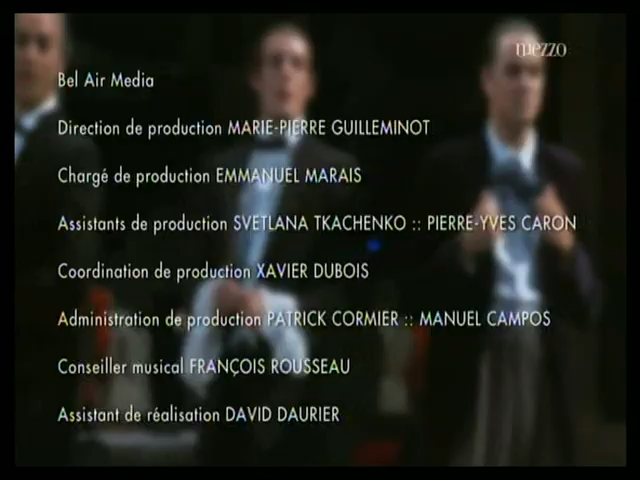 mezzo
Bel Air Media
Direction de production MARIE-PIERRE GUILLEMINOT
Chargé de production EMMANUEL MARAIS
Assistants de production SVETLANA TKACHENKO :: PIERRE-YVES CARON
Coordination de production XAVIER DUBOIS
Administration de production PATRICK CORMIER :: MANUEL CAMPOS
Conseiller musical FRANÇOIS ROUSSEAU
Assistant de réalisation DAVID DAURIER